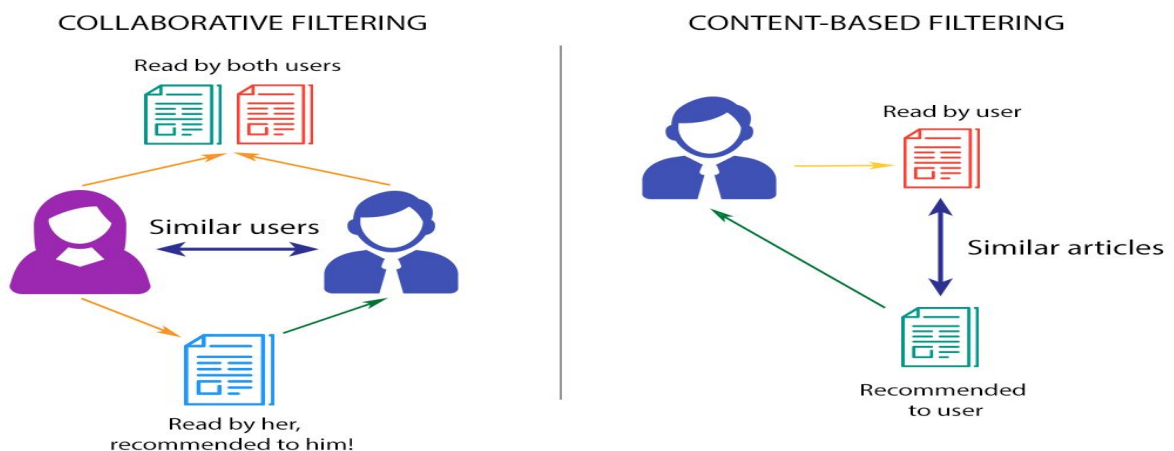 COLLABORATIVE FILTERING
Read by both users
Similar users
Read by her,
recommended to him!
CONTENT-BASED FILTERING
Read by user
Similar articles
Recommended
to user